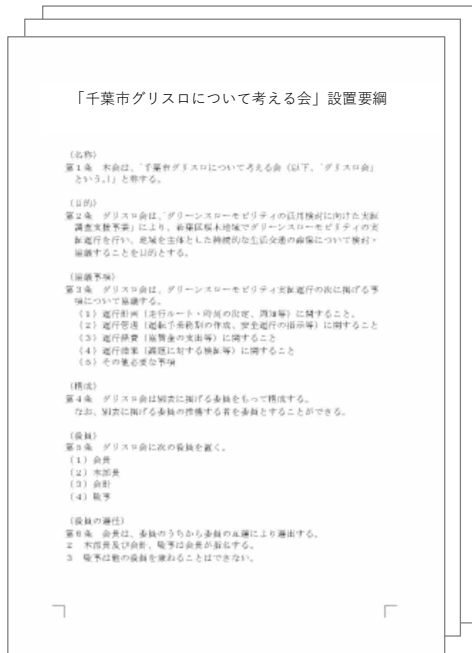 「千葉市グリスロについて考える会」設置要綱
(名称)
第1条 本会は、「千葉市グリスロについて考える会(以下、「グリスロ会」
という。)」と称する。
(目的)
第2条 グリスロ会は、「グリーンスローモビリティの活用検討に向けた実証
調査支援事業」により、若葉区桜木地域でグリーンスローモビリティの実
証運行を行い、地域を主体とした持続的な生活交通の確保について検討・
協議することを目的とする。
(協議事項)
第3条 グリスロ会は、グリーンスローモビリティ実証運行の次に掲げる事
項について協議する。
(1)運行計画(走行ルート・時刻の設定、周知等)に関すること、
(2)運行管理(運転手乗務割の作成、安全運行の指示等)に関すること
(3)運行経費(協賛金の支出等)に関すること
(4)運行結果(課題に対する検証等)に関すること
(5)その他必要な事項
(構成)
第4条 グリスロ会は別表に掲げる委員をもって構成する。
なお、別表に掲げる委員の推薦する者を委員とすることができる。
(役員)
第5条 グリスロ会に次の役員を置く。
(1)会長
(2)本部長
(3)会計
(4)監事
(役員の選任)
第6条 会長は、委員のうちから委員の互選により選出する。
2 本部長及び会計、監事は会長が指名する。
3 監事は他の役員を兼ねることはできない。